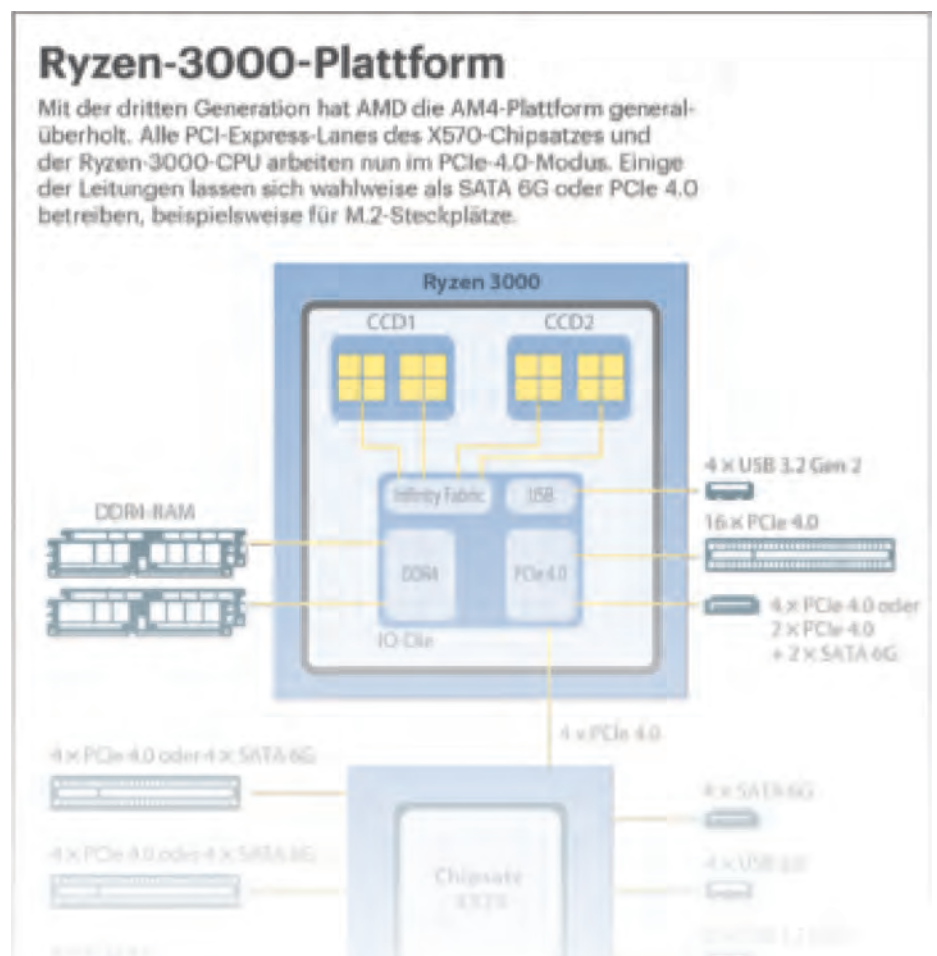 Ryzen-3000-Plattform
Mit der dritten Generation hat AMD die AM4-Plattform general-
überholt. Alle PCI-Express-Lanes des X570-Chipsatzes und
der Ryzen-3000-CPU arbeiten nun im PCIe-4.0-Modus. Einige
der Leitungen lassen sich wahlweise als SATA 6G oder PCIe 4.0
betreiben, beispielsweise für M.2-Steckplätze.
Ryzen 3000
CCD1
CCD2
4 × USB 3.2 Gen 2
Infinity Fabric
USB
DDR4-RAM
16 × PCIe 4.0
DDR4
PCIe 4.0
4 × PCIe 4.0 oder
2 × PCIe 4.0
+ 2 × SATA 6G
IO-Die
4 × PCIe 4.0
4 × PCIe 4.0 oder 4 × SATA 6G
4 × SATA 6G
4 × PCIe 4.0 oder 4 × SATA 6G
4 × USB